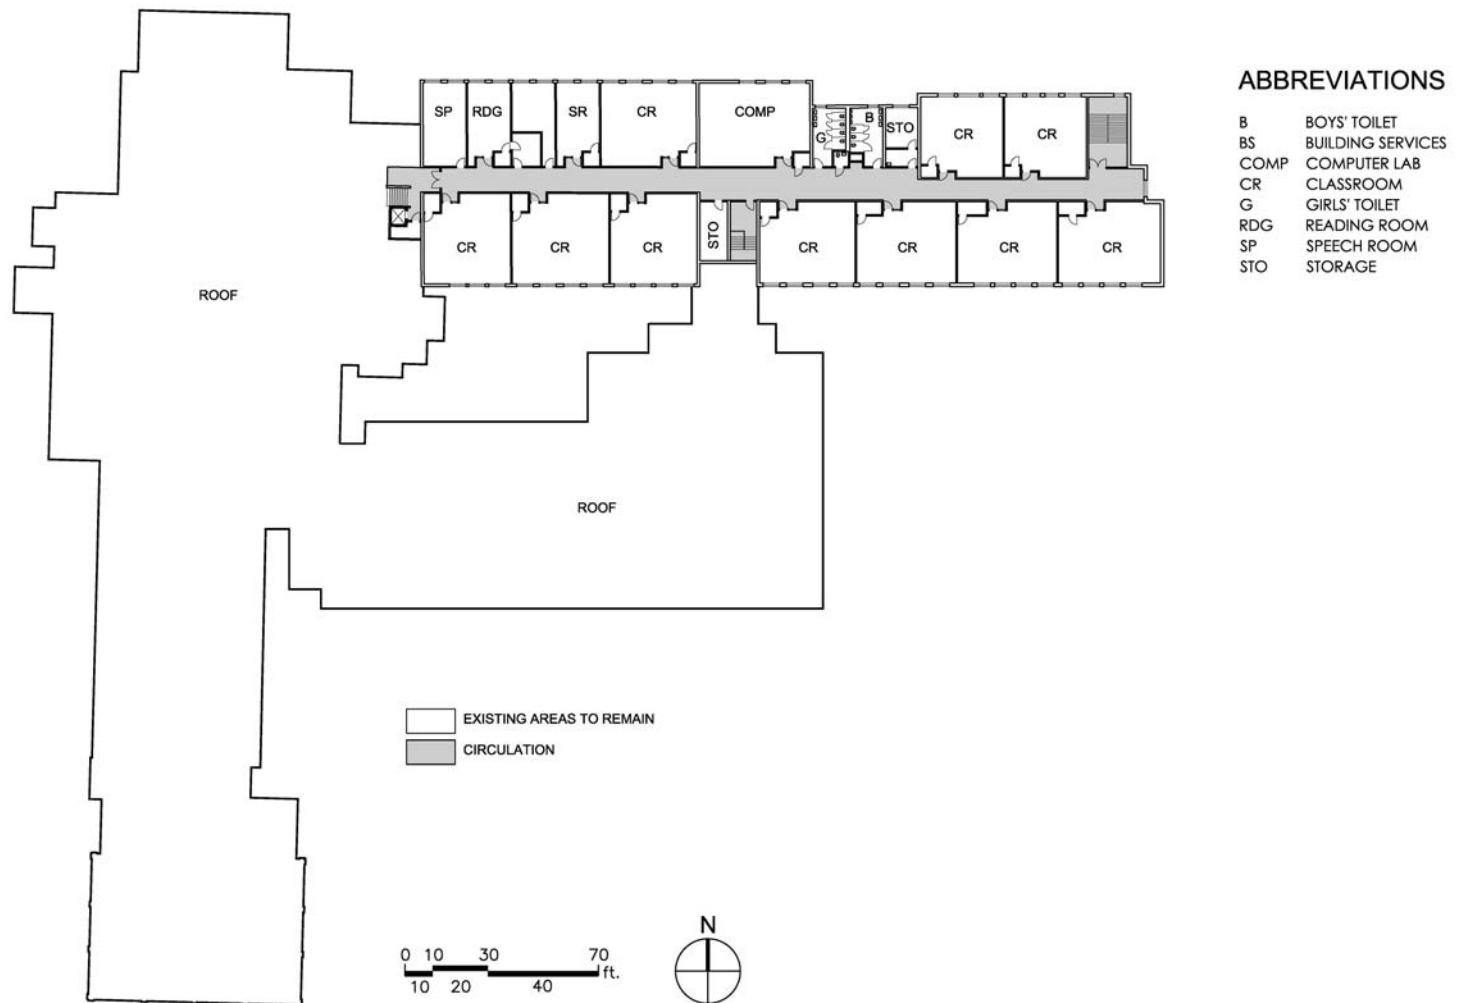 ABBREVIATIONS
B BOYS' TOILET
BS BUILDING SERVICES
COMP COMPUTER LAB
CR CLASSROOM
G GIRLS' TOILET
RDG READING ROOM
SP SPEECH ROOM
STO STORAGE
SP RDG SR CR COMP G B STO CR CR
CR CR CR STO CR CR CR CR
ROOF
ROOF
EXISTING AREAS TO REMAIN
CIRCULATION
N
0 10 30 70
ft.
10 20 40